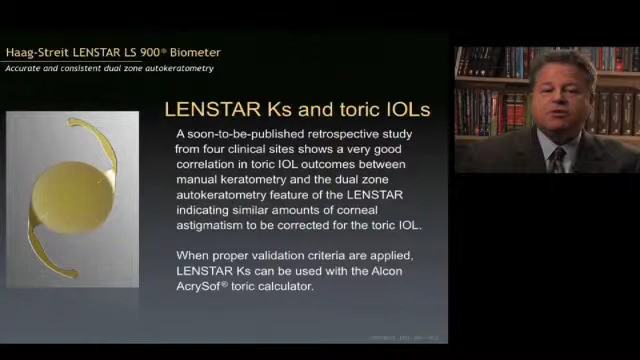 Haag-Streit LENSTAR LS 900® Biometer
Accurate and consistent dual zone autokeratometry
LENSTAR Ks and toric IOLs
A soon-to-be-published retrospective study
from four clinical sites shows a very good
correlation in toric IOL outcomes between
manual keratometry and the dual zone
autokeratometry feature of the LENSTAR
indicating similar amounts of corneal
astigmatism to be corrected for the toric IOL.
When proper validation criteria are applied,
LENSTAR Ks can be used with the Alcon
AcrySof® toric calculator.